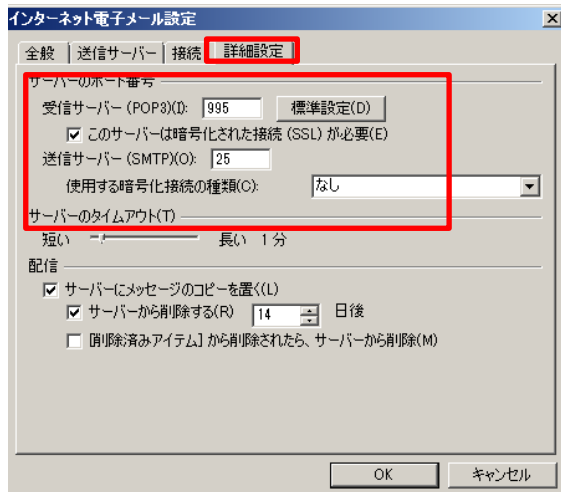 インターネット電子メール設定
全般 送信サーバー 接続 詳細設定
サーバーのポート番号
受信サーバー (POP3)(I): 995 標準設定(D)
このサーバーは暗号化された接続 (SSL) が必要(E)
送信サーバー (SMTP)(O): 25
使用する暗号化接続の種類(C): なし
サーバーのタイムアウト(T)
短い 長い 1 分
配信
サーバーにメッセージのコピーを置く(L)
サーバーから削除する(R) 14 日後
[削除済みアイテム] から削除されたら、サーバーから削除(M)
OK キャンセル